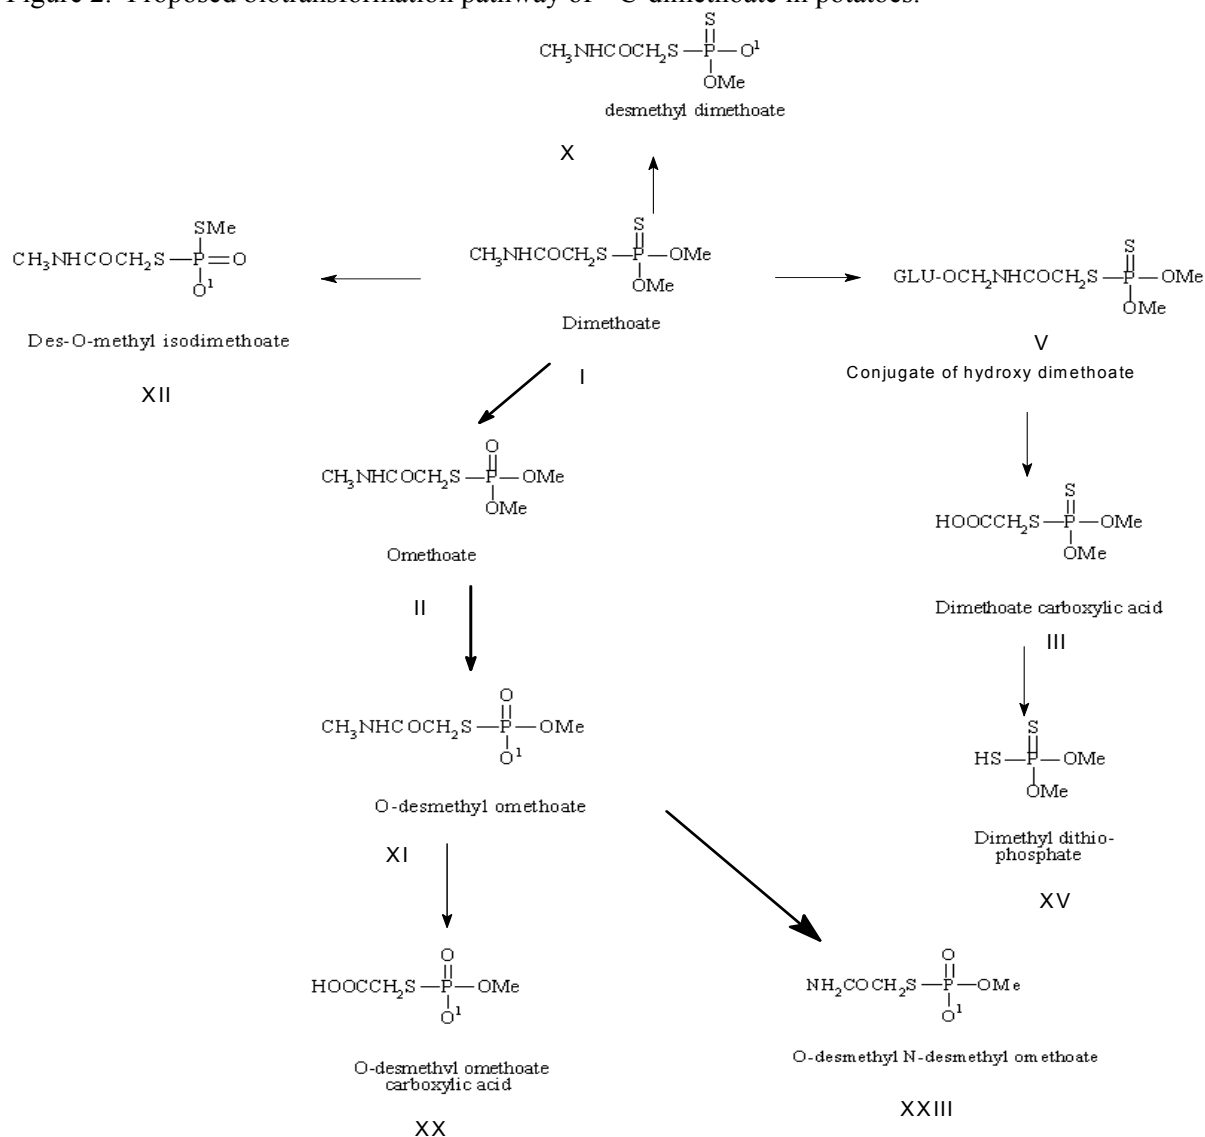 Figure 2. Proposed biotransformation pathway of C-dimethoate in potatoes.
S
CH3NHCOCH2S—P—O1
OMe
desmethyl dimethoate
X
SMe
CH3NHCOCH2S—P=O
O1
Des-O-methyl isodimethoate
XII
S
CH3NHCOCH2S—P—OMe
OMe
Dimethoate
I
S
GLU-OCH2NHCOCH2S—P—OMe
OMe
V
Conjugate of hydroxy dimethoate
O
CH3NHCOCH2S—P—OMe
OMe
Omethoate
II
S
HOOCCH2S—P—OMe
OMe
Dimethoate carboxylic acid
III
O
CH3NHCOCH2S—P—OMe
O1
O-desmethyl omethoate
XI
S
HS—P—OMe
OMe
Dimethyl dithio-
phosphate
XV
O
HOOCCH2S—P—OMe
O1
O-desmethyl omethoate
carboxylic acid
XX
O
NH2COCH2S—P—OMe
O1
O-desmethyl N-desmethyl omethoate
XXIII